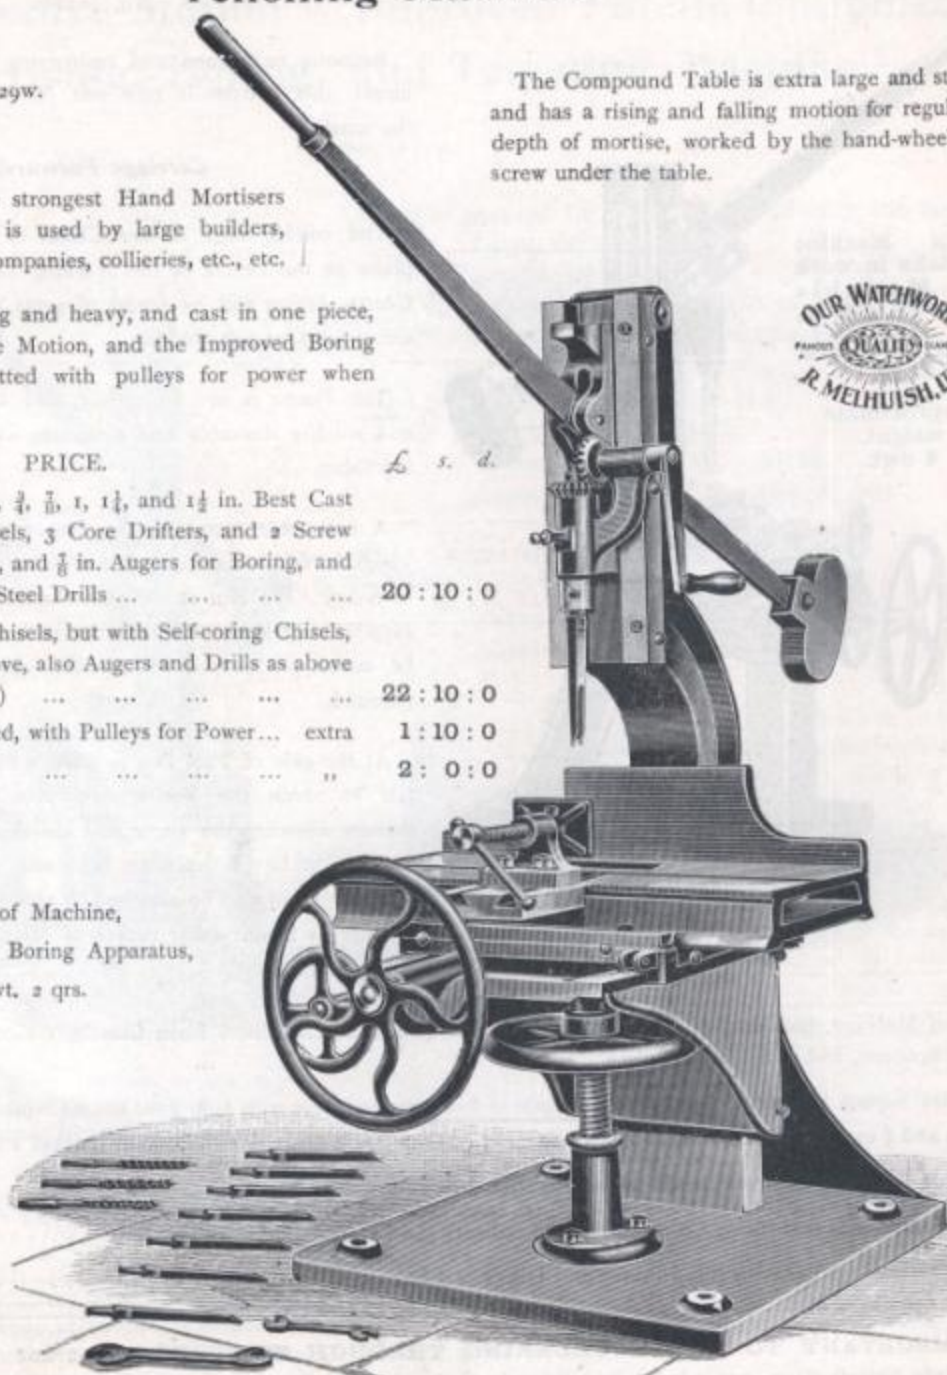 29w.
strongest Hand Mortisers
is used by large builders,
ompanies, collieries, etc., etc.
g and heavy, and cast in one piece,
e Motion, and the Improved Boring
tted with pulleys for power when
The Compound Table is extra large and st
and has a rising and falling motion for regul
depth of mortise, worked by the hand-whee
screw under the table.
OUR WATCHWOR
FAMOUS QUALITY
R. MELHUISH, L
PRICE. £ s. d.
¾, ⅞, 1, 1¼, and 1½ in. Best Cast
els, 3 Core Drifters, and 2 Screw
, and ⅞ in. Augers for Boring, and
Steel Drills ... ... ... ... 20 : 10 : 0
hisels, but with Self-coring Chisels,
ve, also Augers and Drills as above
) ... ... ... ... ... 22 : 10 : 0
d, with Pulleys for Power... extra 1 : 10 : 0
... ... ... ... „ 2 : 0 : 0
of Machine,
Boring Apparatus,
t. 2 qrs.